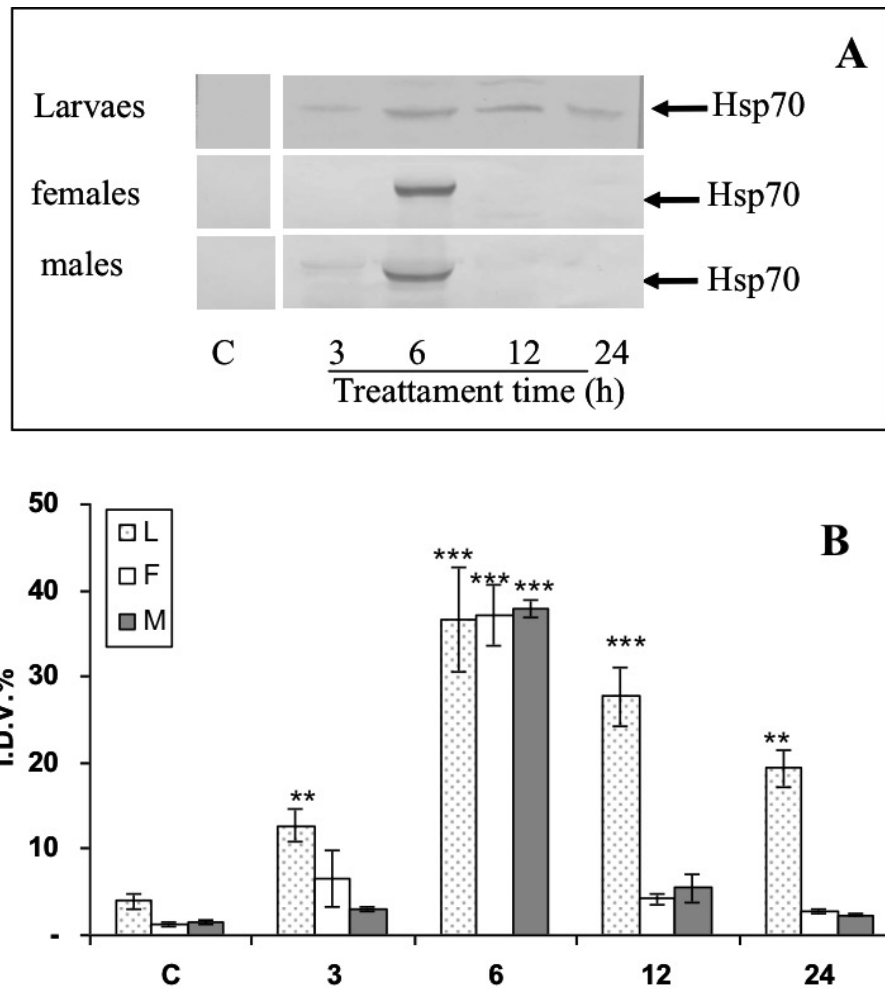 A
Larvaes
Hsp70
females
Hsp70
males
Hsp70
C 3 6 12 24
Treattament time (h)
B
50
40
30
20
10
-
I.D.V.%
L
F
M
**
*** *** ***
***
**
C 3 6 12 24